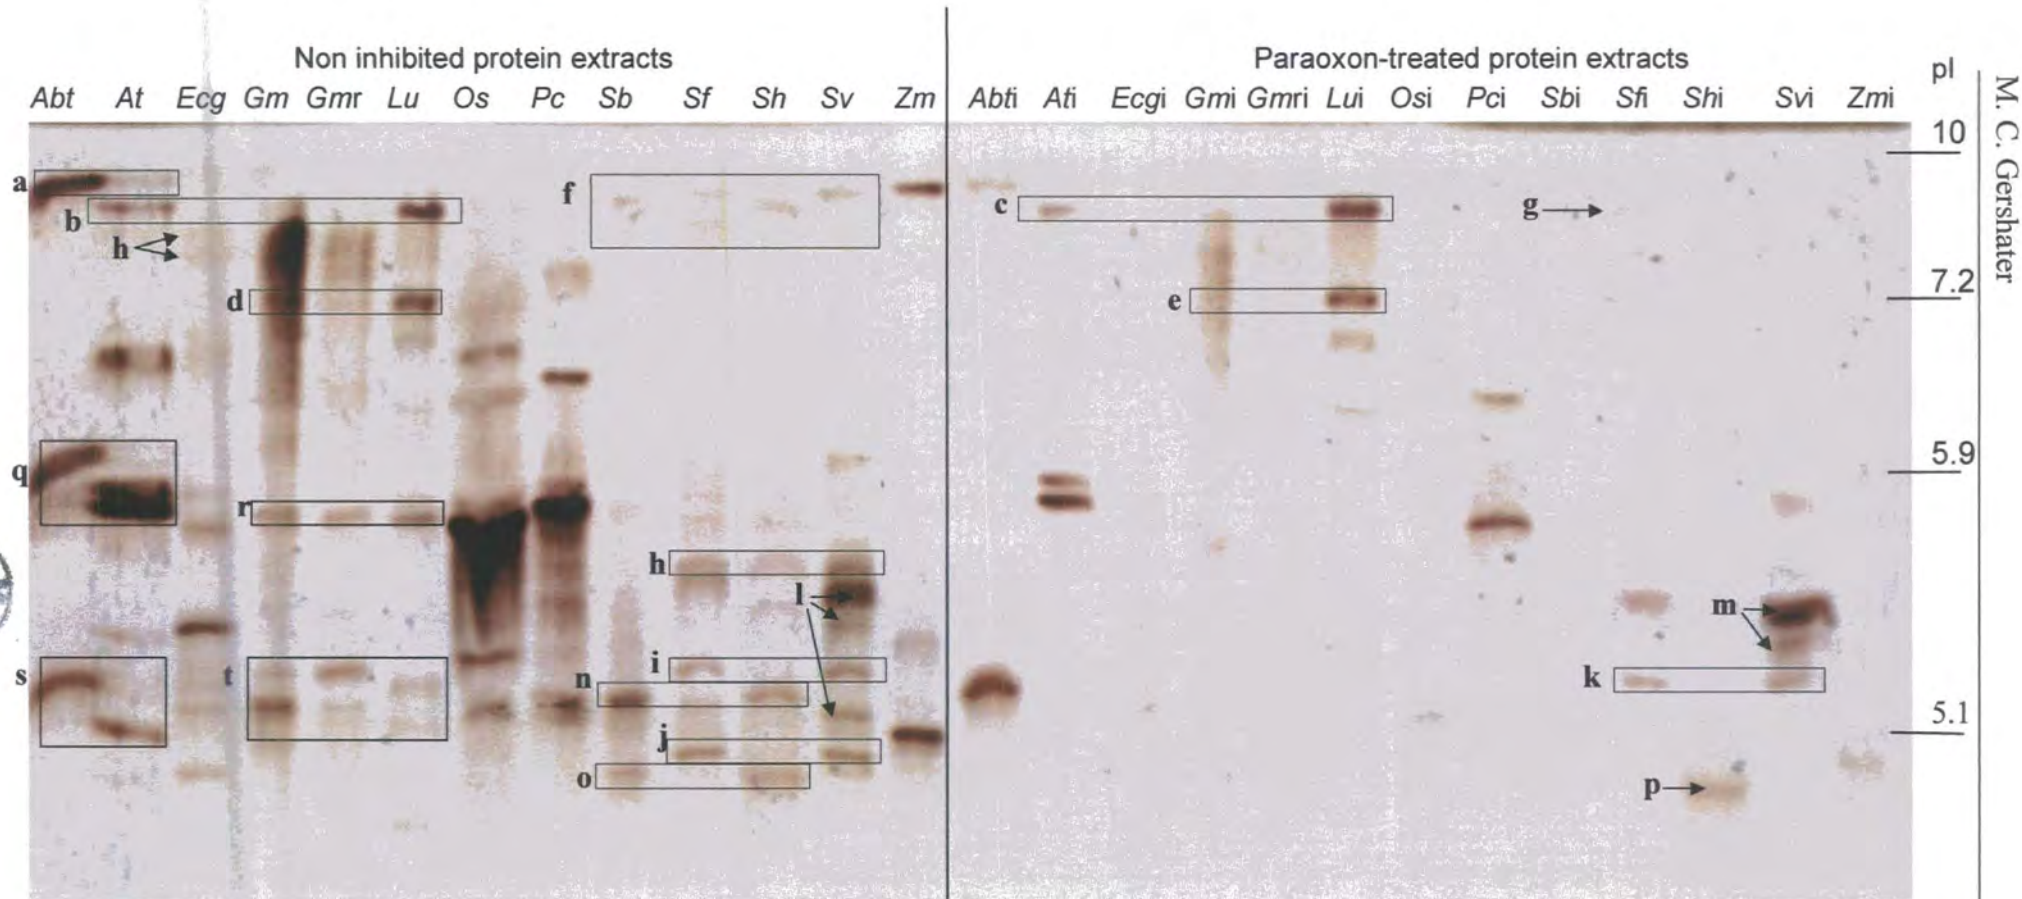 Non inhibited protein extracts
Paraoxon-treated protein extracts
Abt At Ecg Gm Gmr Lu Os Pc Sb Sf Sh Sv Zm
Abti Ati Ecgi Gmi Gmri Lui Osi Pci Sbi Sfi Shi Svi Zmi
pI
10
a
f
b
c
g
h
7.2
d
e
5.9
q
r
h
l
m
i
s
t
n
k
5.1
j
o
p
M. C. Gershater